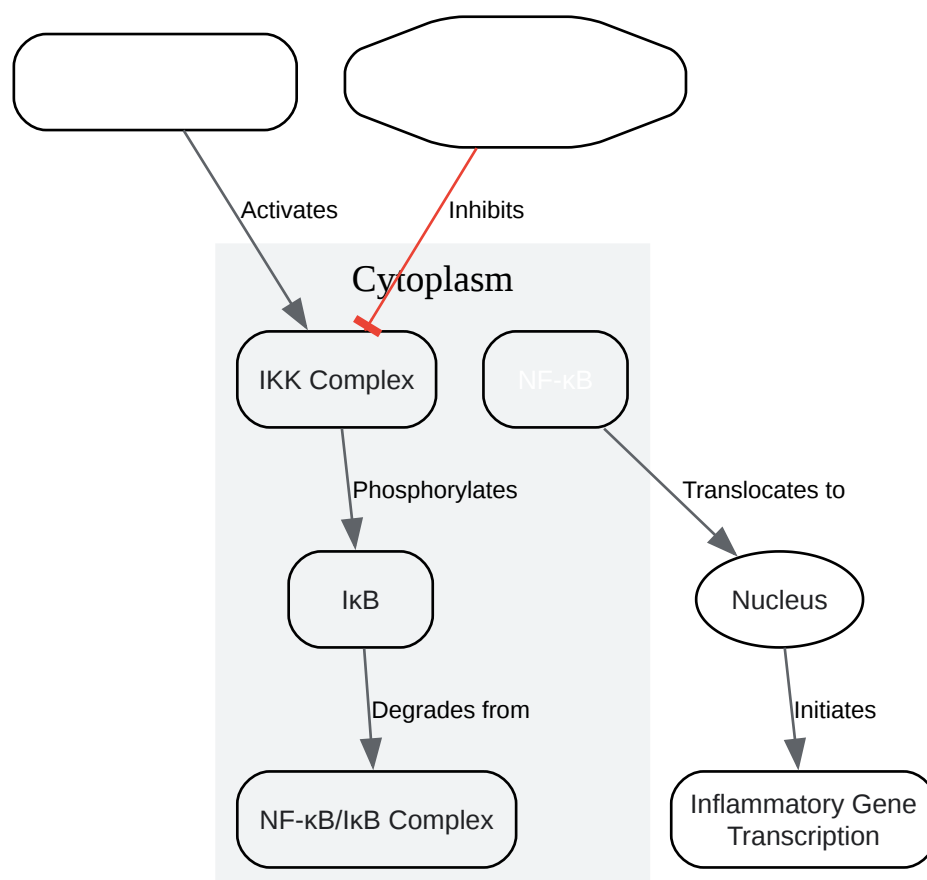 Activates
Inhibits
Cytoplasm
IKK Complex
NF-κB
Phosphorylates
Translocates to
IκB
Nucleus
Degrades from
Initiates
NF-κB/IκB Complex
Inflammatory Gene
Transcription